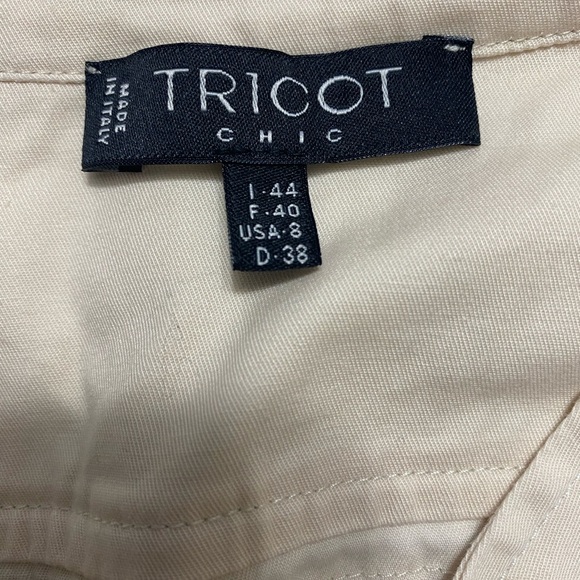 TRICOT
CHIC
MADE
IN ITALY
I·44
F·40
USA·8
D·38